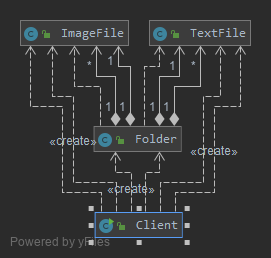 ImageFile
TextFile
1
*
*
1
1
1
1
1
Folder
«create»
«create»
«create»
Client
Powered by yFiles